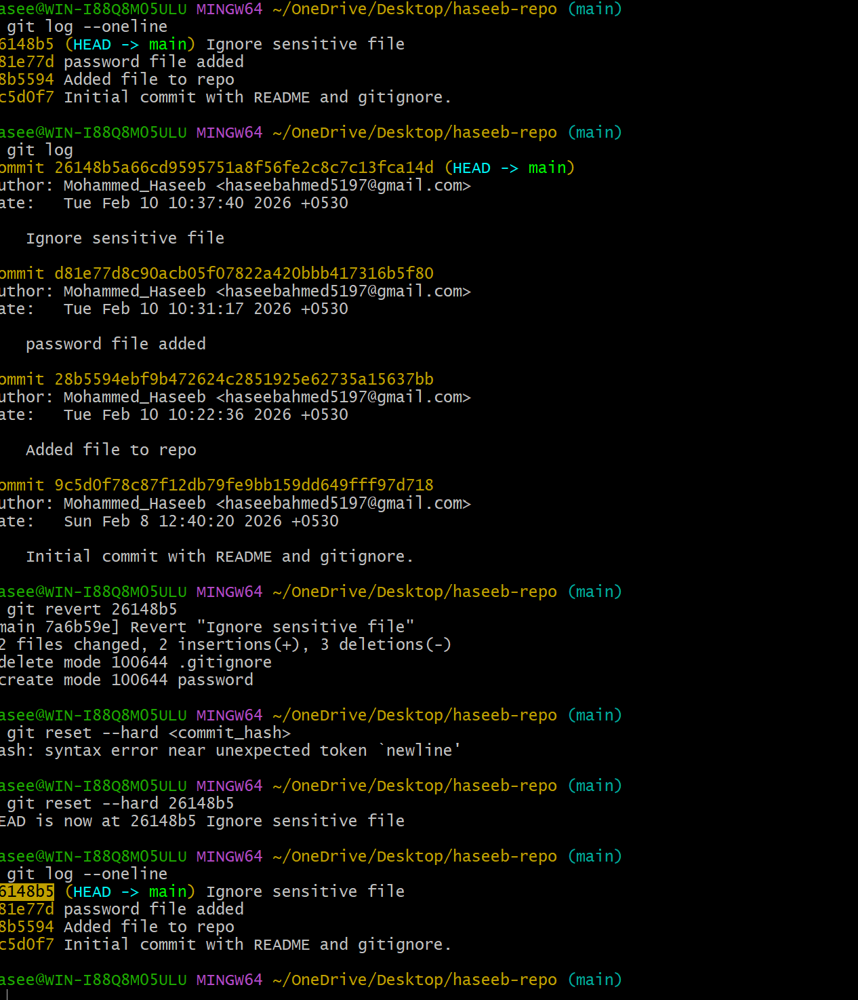 asee@WIN-I88Q8MO5ULU MINGW64 ~/OneDrive/Desktop/haseeb-repo (main)
git log --oneline
6148b5 (HEAD -> main) Ignore sensitive file
81e77d password file added
8b5594 Added file to repo
c5d0f7 Initial commit with README and gitignore.
asee@WIN-I88Q8MO5ULU MINGW64 ~/OneDrive/Desktop/haseeb-repo (main)
git log
ommit 26148b5a66cd9595751a8f56fe2c8c7c13fca14d (HEAD -> main)
uthor: Mohammed_Haseeb <haseebahmed5197@gmail.com>
ate:   Tue Feb 10 10:37:40 2026 +0530
Ignore sensitive file
ommit d81e77d8c90acb05f07822a420bbb417316b5f80
uthor: Mohammed_Haseeb <haseebahmed5197@gmail.com>
ate:   Tue Feb 10 10:31:17 2026 +0530
password file added
ommit 28b5594ebf9b472624c2851925e62735a15637bb
uthor: Mohammed_Haseeb <haseebahmed5197@gmail.com>
ate:   Tue Feb 10 10:22:36 2026 +0530
Added file to repo
ommit 9c5d0f78c87f12db79fe9bb159dd649fff97d718
uthor: Mohammed_Haseeb <haseebahmed5197@gmail.com>
ate:   Sun Feb 8 12:40:20 2026 +0530
Initial commit with README and gitignore.
asee@WIN-I88Q8MO5ULU MINGW64 ~/OneDrive/Desktop/haseeb-repo (main)
git revert 26148b5
main 7a6b59e] Revert "Ignore sensitive file"
2 files changed, 2 insertions(+), 3 deletions(-)
delete mode 100644 .gitignore
create mode 100644 password
asee@WIN-I88Q8MO5ULU MINGW64 ~/OneDrive/Desktop/haseeb-repo (main)
git reset --hard <commit_hash>
ash: syntax error near unexpected token `newline'
asee@WIN-I88Q8MO5ULU MINGW64 ~/OneDrive/Desktop/haseeb-repo (main)
git reset --hard 26148b5
EAD is now at 26148b5 Ignore sensitive file
asee@WIN-I88Q8MO5ULU MINGW64 ~/OneDrive/Desktop/haseeb-repo (main)
git log --oneline
6148b5 (HEAD -> main) Ignore sensitive file
81e77d password file added
8b5594 Added file to repo
c5d0f7 Initial commit with README and gitignore.
asee@WIN-I88Q8MO5ULU MINGW64 ~/OneDrive/Desktop/haseeb-repo (main)